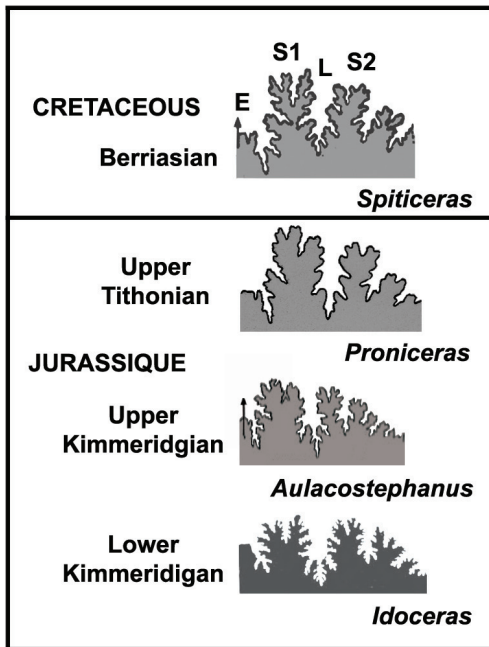 S1 L S2
CRETACEOUS E
Berriasian
Spiticeras
Upper
Tithonian
Proniceras
JURASSIQUE
Upper
Kimmeridgian
Aulacostephanus
Lower
Kimmeridigan
Idoceras